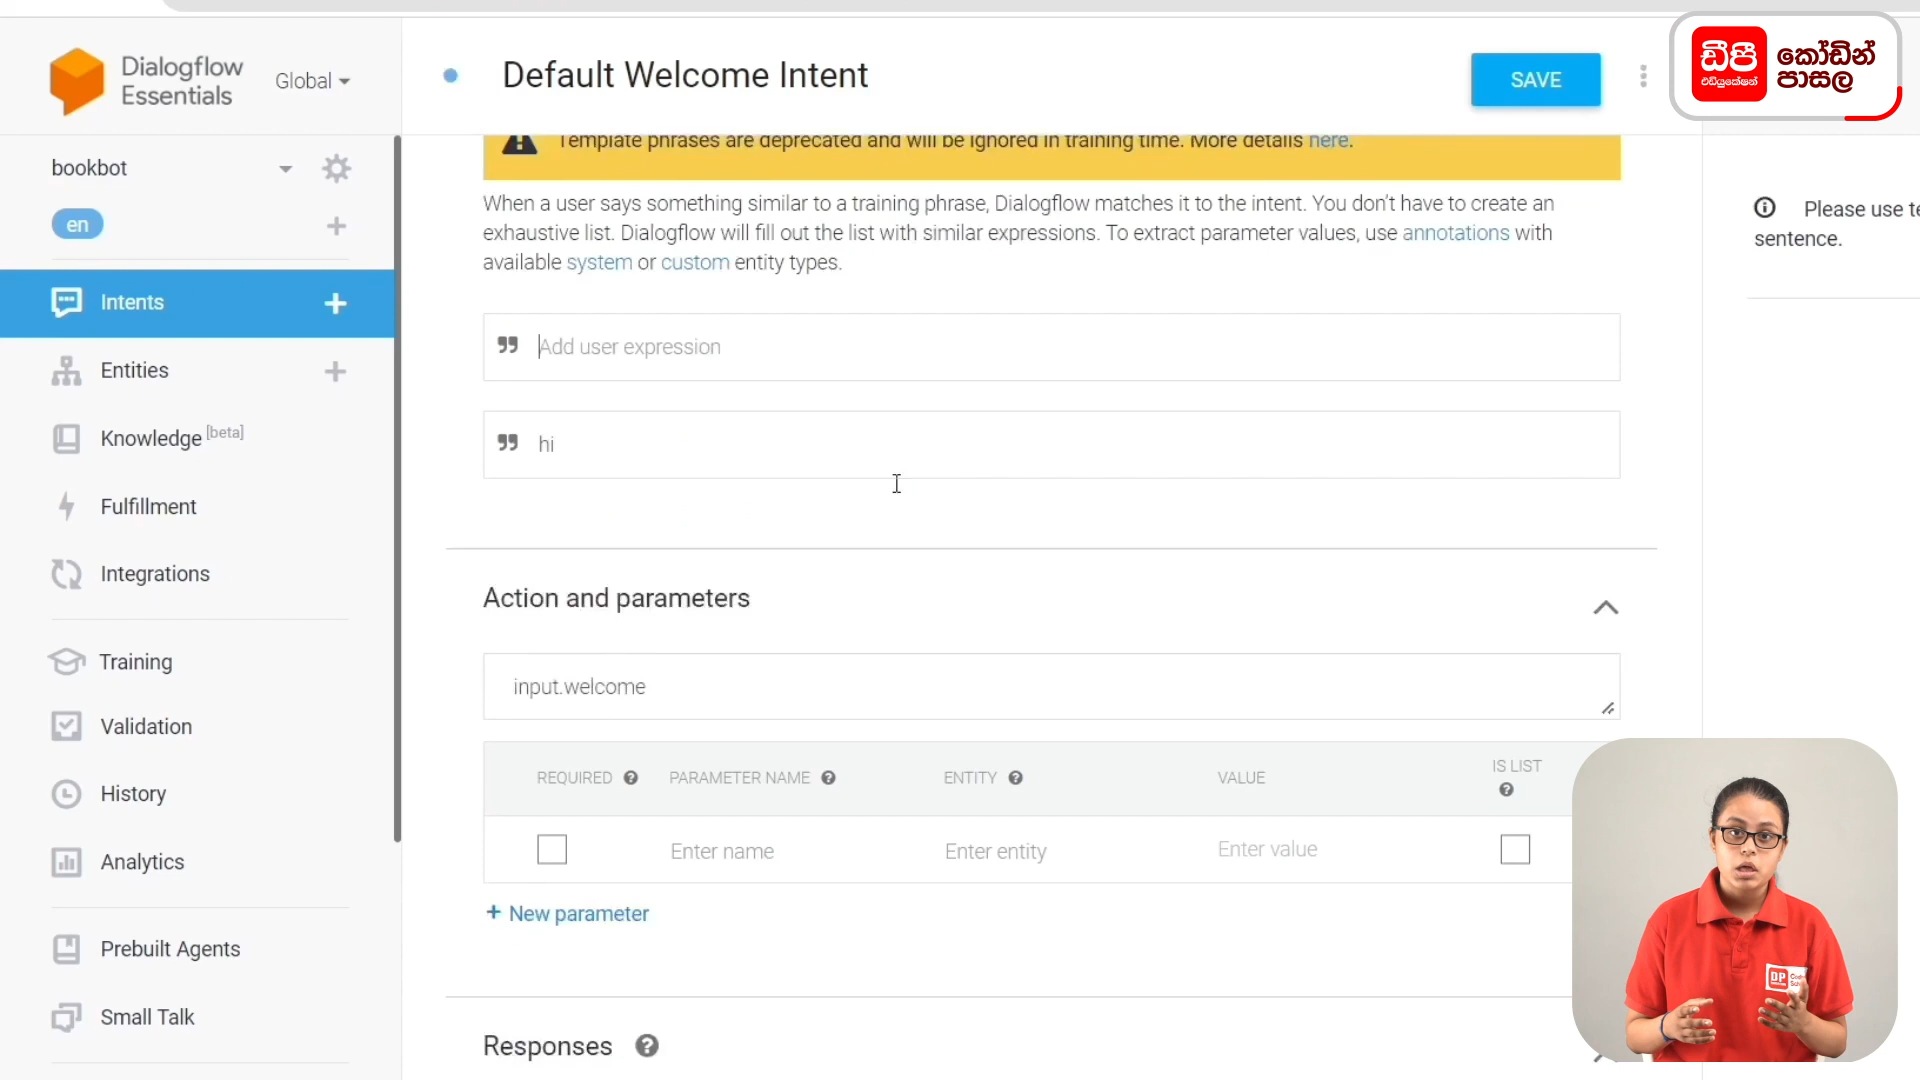 Dialogflow
Essentials
Global
Default Welcome Intent
SAVE
ඩීපී
එඩියුකේෂන්
කෝඩින්
පාසල
bookbot
en
Intents
Entities
Knowledge [beta]
Fulfillment
Integrations
Training
Validation
History
Analytics
Prebuilt Agents
Small Talk
Template phrases are deprecated and will be ignored in training time. More details here.
When a user says something similar to a training phrase, Dialogflow matches it to the intent. You don't have to create an
exhaustive list. Dialogflow will fill out the list with similar expressions. To extract parameter values, use annotations with
available system or custom entity types.
Add user expression
hi
Action and parameters
input.welcome
REQUIRED PARAMETER NAME ENTITY VALUE IS LIST
Enter name Enter entity Enter value
+ New parameter
Responses
Please use te
sentence.
DP